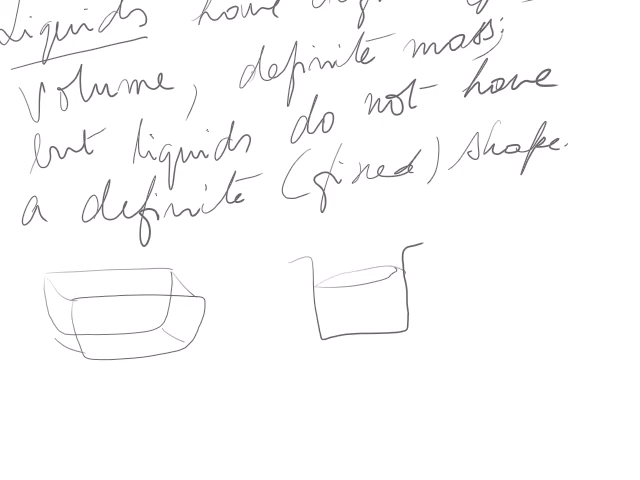 Liquids have
volume, definite mass;
but liquids do not have
a definite (fixed) shape.